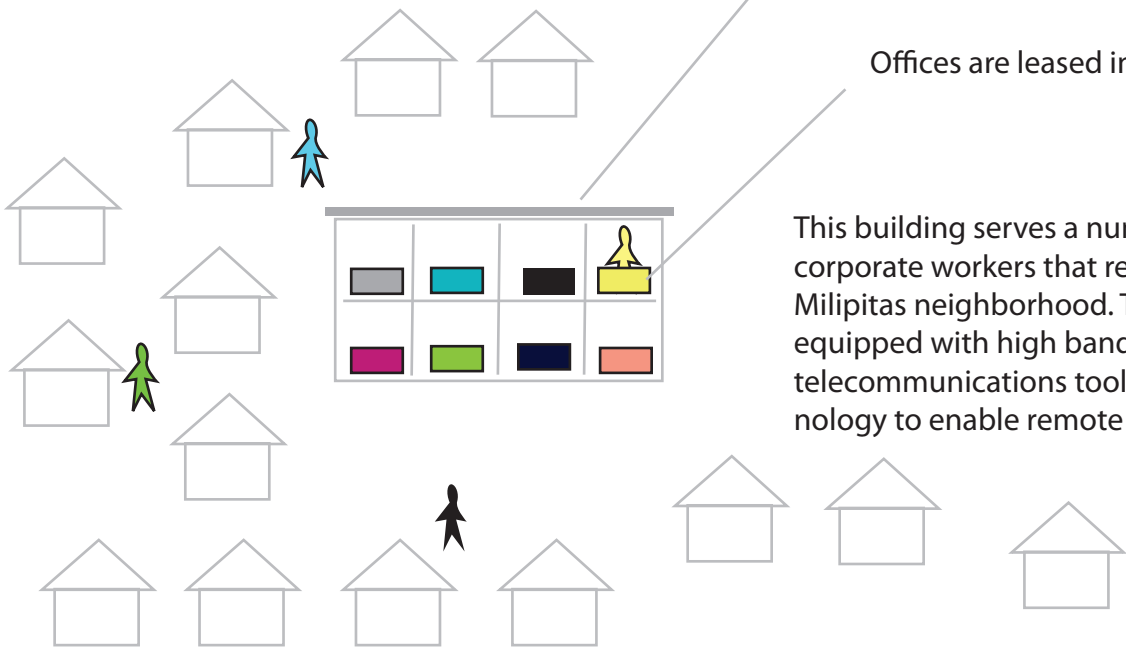 Offices are leased in
This building serves a nu
corporate workers that re
Milipitas neighborhood. T
equipped with high band
telecommunications tool
nology to enable remote